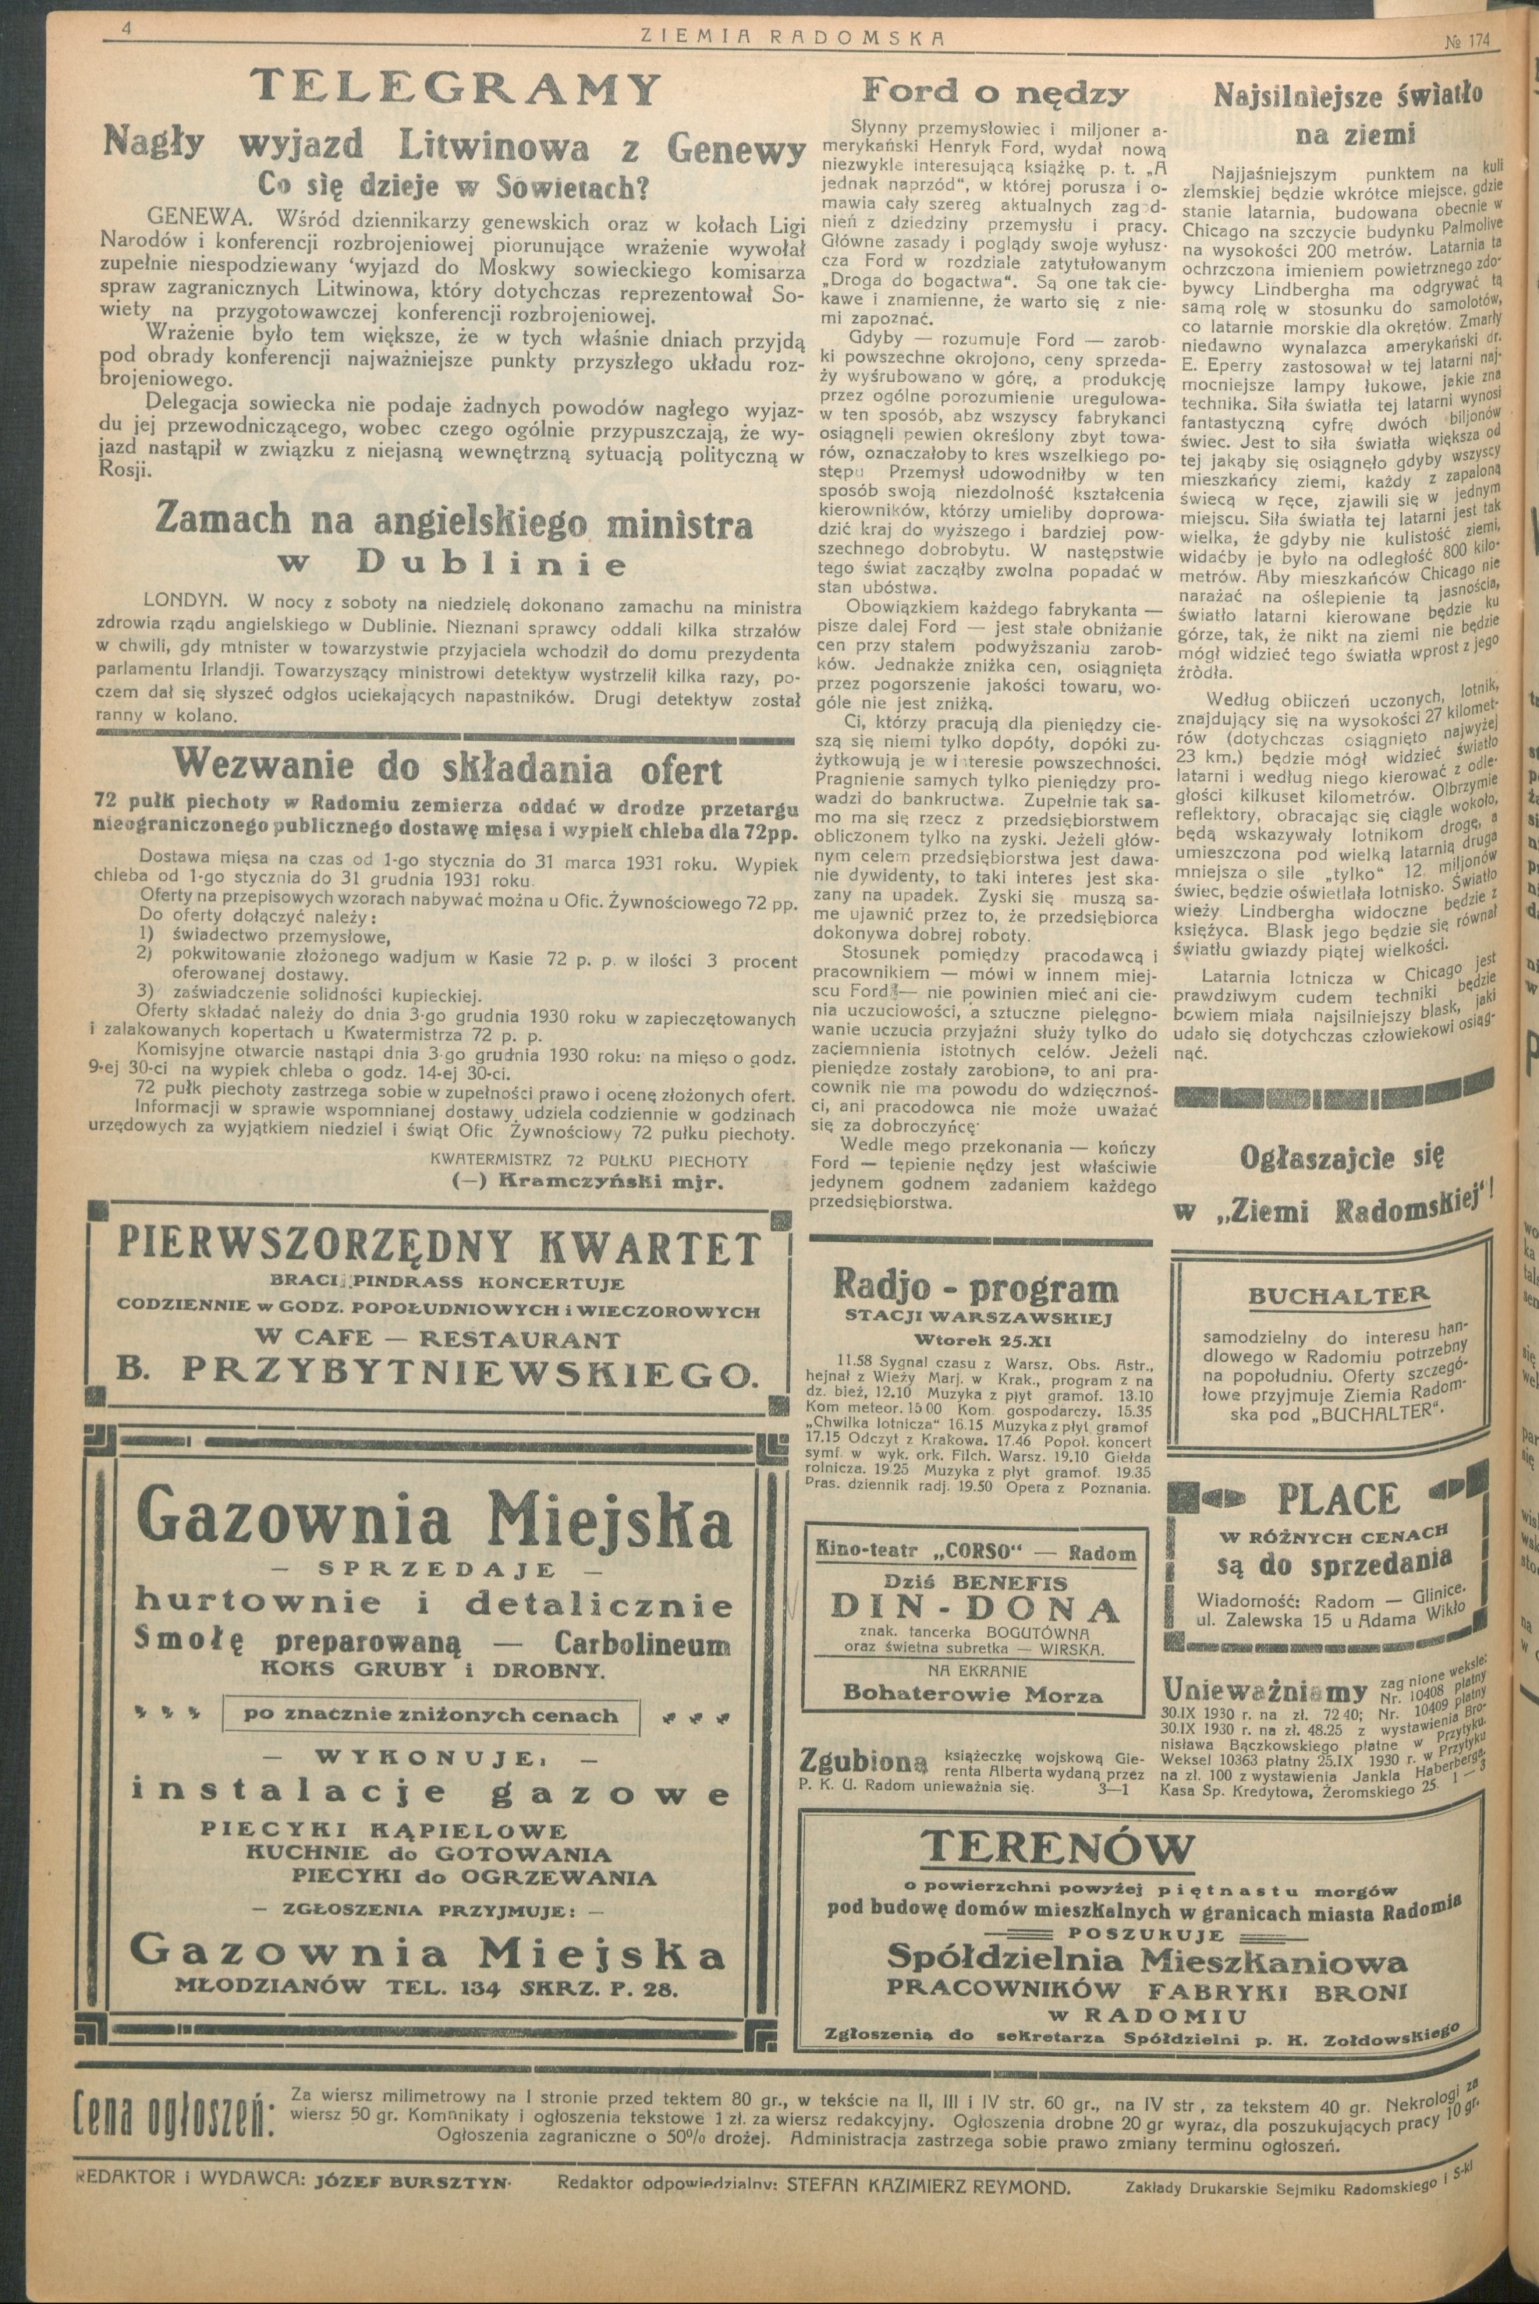 4
ZIEMIA RADOMSKA
№ 174
TELEGRAMY
Nagły wyjazd Litwinowa z Genewy
Co się dzieje w Sowietach?
GENEWA. Wśród dziennikarzy genewskich oraz w kołach Ligi
Narodów i konferencji rozbrojeniowej piorunujące wrażenie wywołał
zupełnie niespodziewany 'wyjazd do Moskwy sowieckiego komisarza
spraw zagranicznych Litwinowa, który dotychczas reprezentował So-
wiety na przygotowawczej konferencji rozbrojeniowej.
Wrażenie było tem większe, że w tych właśnie dniach przyjdą
pod obrady konferencji najważniejsze punkty przyszłego układu roz-
brojeniowego.
Delegacja sowiecka nie podaje żadnych powodów nagłego wyjaz-
du jej przewodniczącego, wobec czego ogólnie przypuszczają, że wy-
jazd nastąpił w związku z niejasną wewnętrzną sytuacją polityczną w
Rosji.
Zamach na angielskiego ministra
w Dublinie
LONDYN. W nocy z soboty na niedzielę dokonano zamachu na ministra
zdrowia rządu angielskiego w Dublinie. Nieznani sprawcy oddali kilka strzałów
w chwili, gdy mtnister w towarzystwie przyjaciela wchodził do domu prezydenta
parlamentu Irlandji. Towarzyszący ministrowi detektyw wystrzelił kilka razy, po-
czem dał się słyszeć odgłos uciekających napastników. Drugi detektyw został
ranny w kolano.
Wezwanie do składania ofert
72 pułk piechoty w Radomiu zemierza oddać w drodze przetargu
nieograniczonego publicznego dostawę mięsa i wypiek chleba dla 72pp.
Dostawa mięsa na czas od 1-go stycznia do 31 marca 1931 roku. Wypiek
chleba od 1-go stycznia do 31 grudnia 1931 roku.
Oferty na przepisowych wzorach nabywać można u Ofic. Żywnościowego 72 pp.
Do oferty dołączyć należy:
1) świadectwo przemysłowe,
2) pokwitowanie złożonego wadjum w Kasie 72 p. p. w ilości 3 procent
oferowanej dostawy.
3) zaświadczenie solidności kupieckiej.
Oferty składać należy do dnia 3-go grudnia 1930 roku w zapieczętowanych
i zalakowanych kopertach u Kwatermistrza 72 p. p.
Komisyjne otwarcie nastąpi dnia 3-go grudnia 1930 roku: na mięso o godz.
9-ej 30-ci na wypiek chleba o godz. 14-ej 30-ci.
72 pułk piechoty zastrzega sobie w zupełności prawo i ocenę złożonych ofert.
Informacji w sprawie wspomnianej dostawy udziela codziennie w godzinach
urzędowych za wyjątkiem niedziel i świąt Ofic Żywnościowy 72 pułku piechoty.
KWATERMISTRZ 72 PUŁKU PIECHOTY
(—) Kramczyński mjr.
PIERWSZORZĘDNY KWARTET
BRACI PINDRASS KONCERTUJE
CODZIENNIE w GODZ. POPOŁUDNIOWYCH i WIECZOROWYCH
W CAFE — RESTAURANT
B. PRZYBYTNIEWSKIEGO.
Gazownia Miejska
— SPRZEDAJE —
hurtownie i detalicznie
Smołę preparowaną — Carbolineum
KOKS GRUBY i DROBNY.
po znacznie zniżonych cenach
— WYKONUJE: —
instalacje gazowe
PIECYKI KĄPIELOWE
KUCHNIE do GOTOWANIA
PIECYKI do OGRZEWANIA
— ZGŁOSZENIA PRZYJMUJE: —
Gazownia Miejska
MŁODZIANÓW TEL. 134 SKRZ. P. 28.
Ford o nędzy
Słynny przemysłowiec i miljoner a-
merykański Henryk Ford, wydał nową
niezwykle interesującą książkę p. t. „A
jednak naprzód", w której porusza i o-
mawia cały szereg aktualnych zagad-
nień z dziedziny przemysłu i pracy.
Główne zasady i poglądy swoje wyłusz-
cza Ford w rozdziale zatytułowanym
„Droga do bogactwa". Są one tak cie-
kawe i znamienne, że warto się z nie-
mi zapoznać.
Gdyby — rozumuje Ford — zarob-
ki powszechne okrojono, ceny sprzeda-
ży wyśrubowano w górę, a produkcję
przez ogólne porozumienie uregulowa-
w ten sposób, abz wszyscy fabrykanci
osiągnęli pewien określony zbyt towa-
rów, oznaczałoby to kres wszelkiego po-
stępu Przemysł udowodniłby w ten
sposób swoją niezdolność kształcenia
kierowników, którzy umieliby doprowa-
dzić kraj do wyższego i bardziej pow-
szechnego dobrobytu. W następstwie
tego świat zacząłby zwolna popadać w
stan ubóstwa.
Obowiązkiem każdego fabrykanta —
pisze dalej Ford — jest stałe obniżanie
cen przy stałem podwyższaniu zarob-
ków. Jednakże zniżka cen, osiągnięta
przez pogorszenie jakości towaru, wo-
góle nie jest zniżką.
Ci, którzy pracują dla pieniędzy cie-
szą się niemi tylko dopóty, dopóki zu-
żytkowują je w interesie powszechności.
Pragnienie samych tylko pieniędzy pro-
wadzi do bankructwa. Zupełnie tak sa-
mo ma się rzecz z przedsiębiorstwem
obliczonem tylko na zyski. Jeżeli głów-
nym celem przedsiębiorstwa jest dawa-
nie dywidenty, to taki interes jest ska-
zany na upadek. Zyski się muszą sa-
me ujawnić przez to, że przedsiębiorca
dokonywa dobrej roboty.
Stosunek pomiędzy pracodawcą i
pracownikiem — mówi w innem miej-
scu Ford — nie powinien mieć ani cie-
nia uczuciowości, a sztuczne pielęgno-
wanie uczucia przyjaźni służy tylko do
zaciemnienia istotnych celów. Jeżeli
pieniędze zostały zarobione, to ani pra-
cownik nie ma powodu do wdzięcznoś-
ci, ani pracodowca nie może uważać
się za dobroczyńcę.
Wedle mego przekonania — kończy
Ford — tępienie nędzy jest właściwie
jedynem godnem zadaniem każdego
przedsiębiorstwa.
Radjo - program
STACJI WARSZAWSKIEJ
Wtorek 25.XI
11.58 Sygnal czasu z Warsz. Obs. Astr.,
hejnał z Wieży Marj. w Krak., program z na
dz. bież, 12.10 Muzyka z płyt gramof. 13.10
Kom meteor. 15 00 Kom. gospodarczy. 15.35
„Chwilka lotnicza" 16.15 Muzyka z płyt gramof
17.15 Odczyt z Krakowa. 17.46 Popoł. koncert
symf. w wyk. ork. Filch. Warsz. 19.10 Giełda
rolnicza. 19.25 Muzyka z płyt gramof. 19.35
Pras. dziennik radj. 19.50 Opera z Poznania.
Kino-teatr „CORSO" — Radom
Dziś BENEFIS
DIN-DONA
znak. tancerka BOGUTÓWNA
oraz świetna subretka — WIRSKA.
NA EKRANIE
Bohaterowie Morza
Zgubioną książeczkę wojskową Gie-
renta Alberta wydaną przez
P. K. U. Radom unieważnia się. 3—1
Najsilniejsze światło
na ziemi
Najjaśniejszym punktem na kuli
zlemskiej będzie wkrótce miejsce, gdzie
stanie latarnia, budowana obecnie w
Chicago na szczycie budynku Palmolive
na wysokości 200 metrów. Latarnia ta
ochrzczona imieniem powietrznego zdo-
bywcy Lindbergha ma odgrywać tą
samą rolę w stosunku do samolotów,
co latarnie morskie dla okrętów. Zmarły
niedawno wynalazca amerykański dr.
E. Eperry zastosował w tej latarni naj-
mocniejsze lampy łukowe, jakie zna
technika. Siła światła tej latarni wynosi
fantastyczną cyfrę dwóch biljonów
świec. Jest to siła światła większa od
tej jakąby się osiągnęło gdyby wszyscy
mieszkańcy ziemi, każdy z zapaloną
świecą w ręce, zjawili się w jednym
miejscu. Siła światła tej latarni jest tak
wielka, że gdyby nie kulistość ziemi,
widaćby je było na odległość 800 kilo-
metrów. Aby mieszkańców Chicago nie
narażać na oślepienie tą jasnością,
światło latarni kierowane będzie ku
górze, tak, że nikt na ziemi nie będzie
mógł widzieć tego światła wprost z jego
źródła.
Według obiiczeń uczonych, lotnik,
znajdujący się na wysokości 27 kilomet-
rów (dotychczas osiągnięto najwyżej
23 km.) będzie mógł widzieć światło
latarni i według niego kierować z odle-
głości kilkuset kilometrów. Olbrzymie
reflektory, obracając się ciągle wokoło,
będą wskazywały lotnikom drogę, a
umieszczona pod wielką latarnią druga
mniejsza o sile „tylko" 12 miljonów
świec, będzie oświetlała lotnisko. Światło
wieży Lindbergha widoczne będzie z
księżyca. Blask jego będzie się równał
światłu gwiazdy piątej wielkości.
Latarnia lotnicza w Chicago jest
prawdziwym cudem techniki będzie
bowiem miała najsilniejszy blask, jaki
udało się dotychczas człowiekowi osiąg-
nąć.
Ogłaszajcie się
w „Ziemi Radomskiej"!
BUCHALTER
samodzielny do interesu han-
dlowego w Radomiu potrzebny
na popołudniu. Oferty szczegó-
łowe przyjmuje Ziemia Radom-
ska pod „BUCHALTER".
PLACE
W RÓŻNYCH CENACH
są do sprzedania
Wiadomość: Radom — Glinice.
ul. Zalewska 15 u Adama Wikło
Unieważniamy zag nione weksle:
Nr. 10408 płatny
30.IX 1930 r. na zł. 72 40; Nr. 10409 płatny
30.IX 1930 r. na zł. 48.25 z wystawienia Bro-
nisława Bączkowskiego płatne w Przytyku.
Weksel 10363 płatny 25.IX 1930 r. w Przytyku
na zł. 100 z wystawienia Jankla Haberberga.
Kasa Sp. Kredytowa, Żeromskiego 25. 1—3
TERENÓW
o powierzchni powyżej piętnastu morgów
pod budowę domów mieszkalnych w granicach miasta Radomia
POSZUKUJE
Spółdzielnia Mieszkaniowa
PRACOWNIKÓW FABRYKI BRONI
w RADOMIU
Zgłoszenia do sekretarza Spółdzielni p. K. Zołdowskiego
Cena ogłoszeń:
Za wiersz milimetrowy na I stronie przed tektem 80 gr., w tekście na II, III i IV str. 60 gr., na IV str , za tekstem 40 gr. Nekrologi za
wiersz 50 gr. Komnnikaty i ogłoszenia tekstowe 1 zł. za wiersz redakcyjny. Ogłoszenia drobne 20 gr wyraz, dla poszukujących pracy 10 gr.
Ogłoszenia zagraniczne o 50% drożej. Administracja zastrzega sobie prawo zmiany terminu ogłoszeń.
REDAKTOR i WYDAWCA: JÓZEF BURSZTYN.
Redaktor odpowiedzialny: STEFAN KAZIMIERZ REYMOND.
Zakłady Drukarskie Sejmiku Radomskiego i S-ki